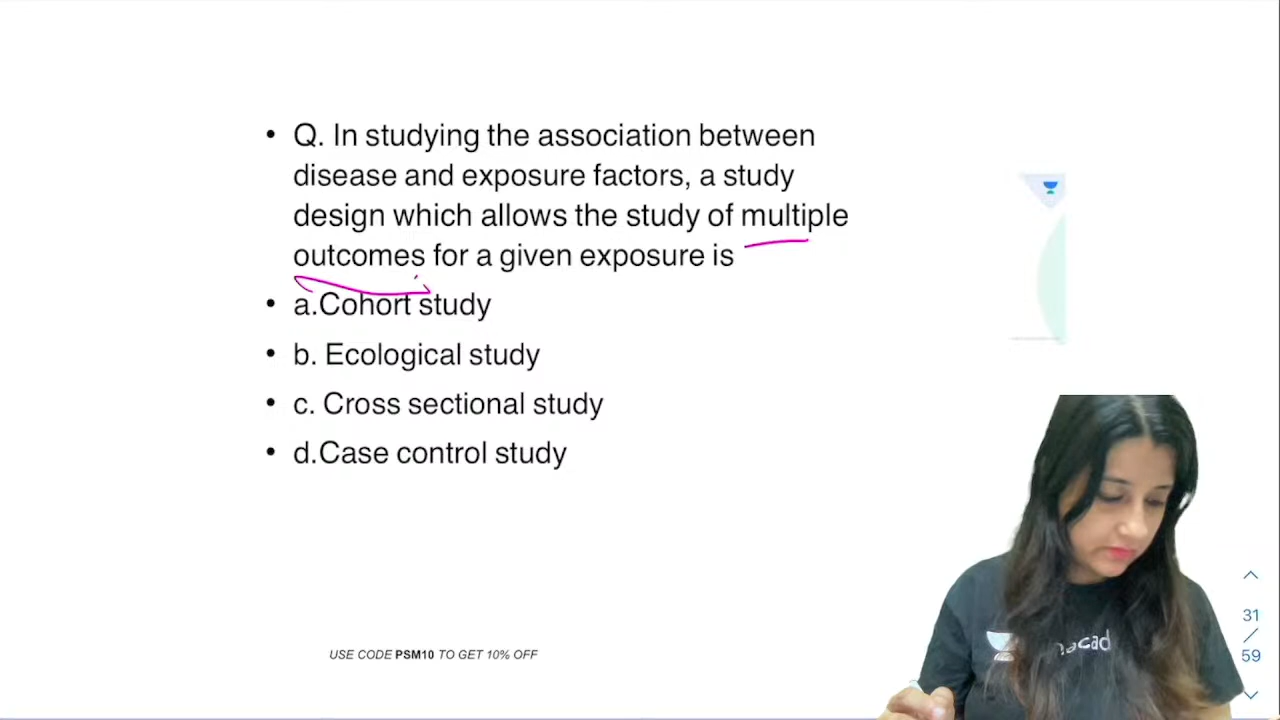 • Q. In studying the association between
disease and exposure factors, a study
design which allows the study of multiple
outcomes for a given exposure is
• a.Cohort study
• b. Ecological study
• c. Cross sectional study
• d.Case control study
USE CODE PSM10 TO GET 10% OFF
31
/
59